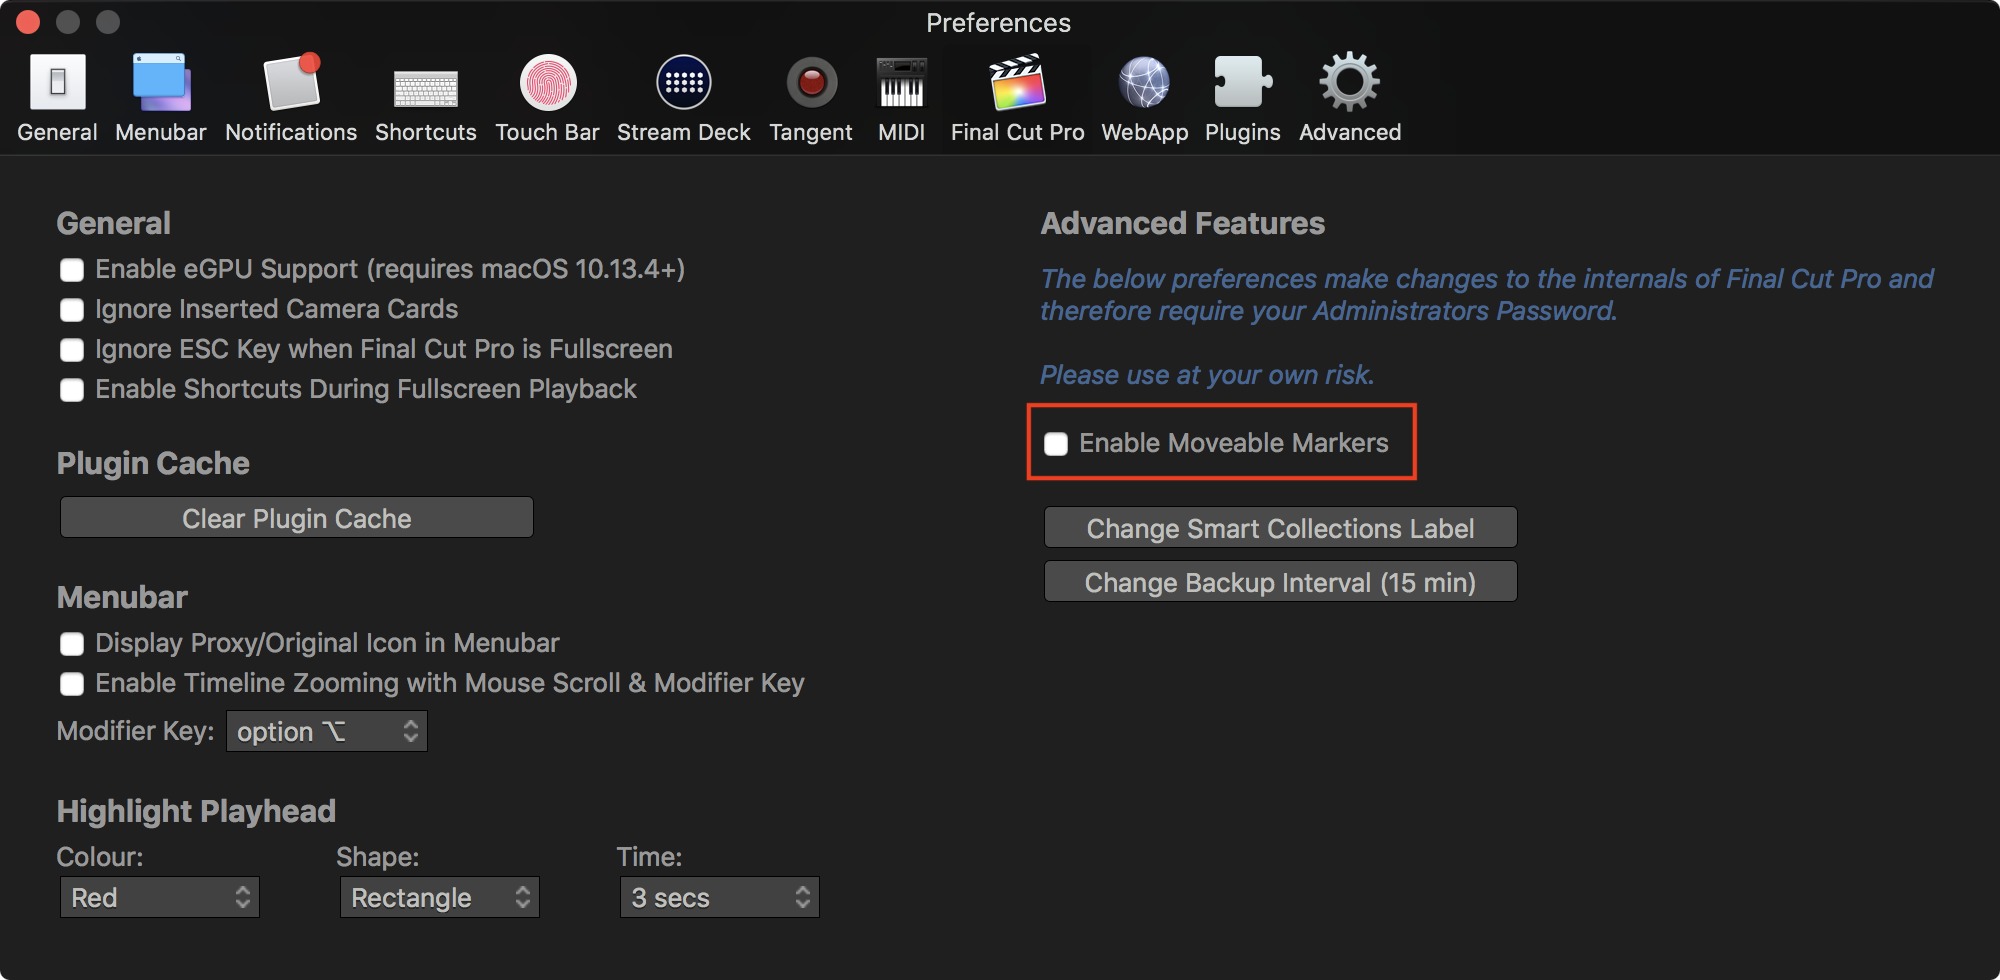 Preferences
General
Menubar
Notifications
Shortcuts
Touch Bar
Stream Deck
Tangent
MIDI
Final Cut Pro
WebApp
Plugins
Advanced
General
Enable eGPU Support (requires macOS 10.13.4+)
Ignore Inserted Camera Cards
Ignore ESC Key when Final Cut Pro is Fullscreen
Enable Shortcuts During Fullscreen Playback
Plugin Cache
Clear Plugin Cache
Menubar
Display Proxy/Original Icon in Menubar
Enable Timeline Zooming with Mouse Scroll & Modifier Key
Modifier Key: option ⌥
Highlight Playhead
Colour: Shape: Time:
Red Rectangle 3 secs
Advanced Features
The below preferences make changes to the internals of Final Cut Pro and
therefore require your Administrators Password.
Please use at your own risk.
Enable Moveable Markers
Change Smart Collections Label
Change Backup Interval (15 min)